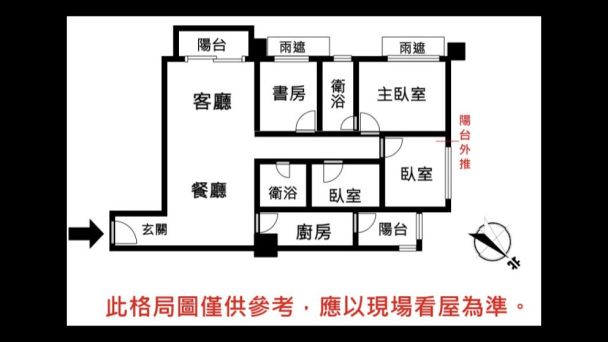 陽台
雨遮
雨遮
客廳
書房
衛浴
主臥室
陽台外推
餐廳
衛浴
臥室
臥室
玄關
廚房
陽台
北
此格局圖僅供參考，應以現場看屋為準。